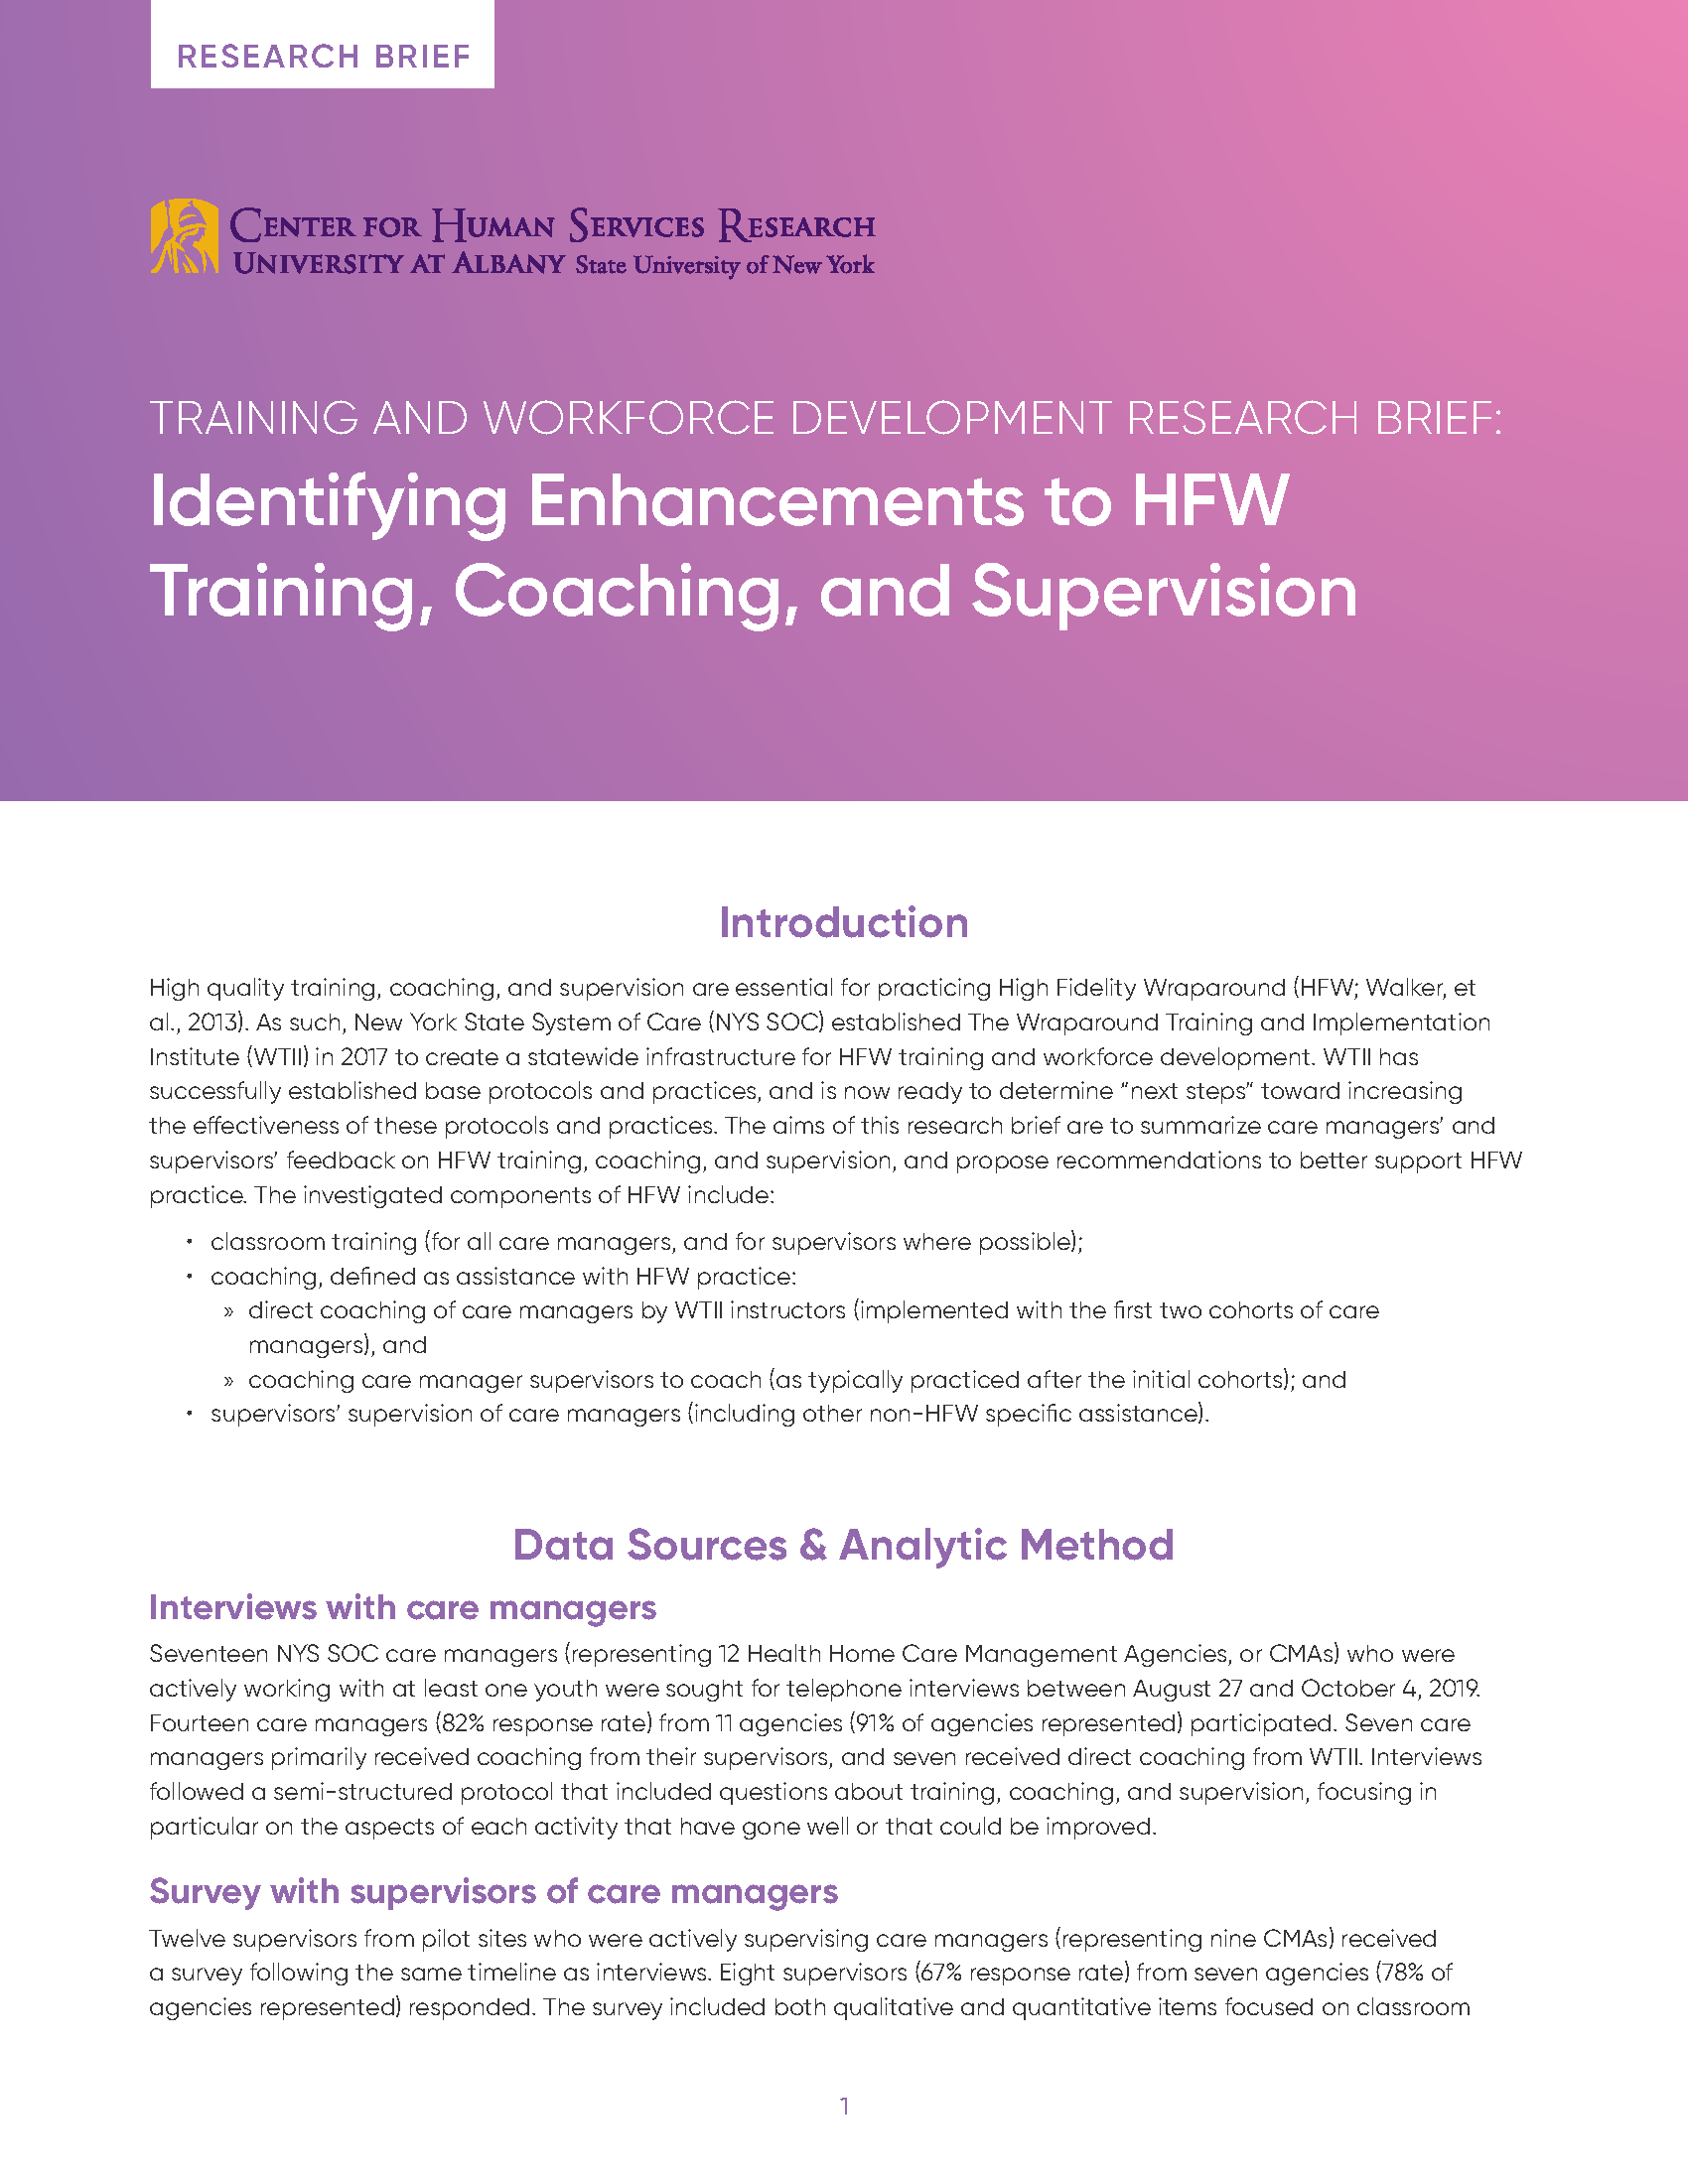 RESEARCH BRIEF
CENTER FOR HUMAN SERVICES RESEARCH
UNIVERSITY AT ALBANY State University of New York
TRAINING AND WORKFORCE DEVELOPMENT RESEARCH BRIEF:
Identifying Enhancements to HFW
Training, Coaching, and Supervision
Introduction
High quality training, coaching, and supervision are essential for practicing High Fidelity Wraparound (HFW; Walker, et
al., 2013). As such, New York State System of Care (NYS SOC) established The Wraparound Training and Implementation
Institute (WTII) in 2017 to create a statewide infrastructure for HFW training and workforce development. WTII has
successfully established base protocols and practices, and is now ready to determine “next steps” toward increasing
the effectiveness of these protocols and practices. The aims of this research brief are to summarize care managers’ and
supervisors’ feedback on HFW training, coaching, and supervision, and propose recommendations to better support HFW
practice. The investigated components of HFW include:
• classroom training (for all care managers, and for supervisors where possible);
• coaching, defined as assistance with HFW practice:
» direct coaching of care managers by WTII instructors (implemented with the first two cohorts of care
managers), and
» coaching care manager supervisors to coach (as typically practiced after the initial cohorts); and
• supervisors’ supervision of care managers (including other non-HFW specific assistance).
Data Sources & Analytic Method
Interviews with care managers
Seventeen NYS SOC care managers (representing 12 Health Home Care Management Agencies, or CMAs) who were
actively working with at least one youth were sought for telephone interviews between August 27 and October 4, 2019.
Fourteen care managers (82% response rate) from 11 agencies (91% of agencies represented) participated. Seven care
managers primarily received coaching from their supervisors, and seven received direct coaching from WTII. Interviews
followed a semi-structured protocol that included questions about training, coaching, and supervision, focusing in
particular on the aspects of each activity that have gone well or that could be improved.
Survey with supervisors of care managers
Twelve supervisors from pilot sites who were actively supervising care managers (representing nine CMAs) received
a survey following the same timeline as interviews. Eight supervisors (67% response rate) from seven agencies (78% of
agencies represented) responded. The survey included both qualitative and quantitative items focused on classroom
1